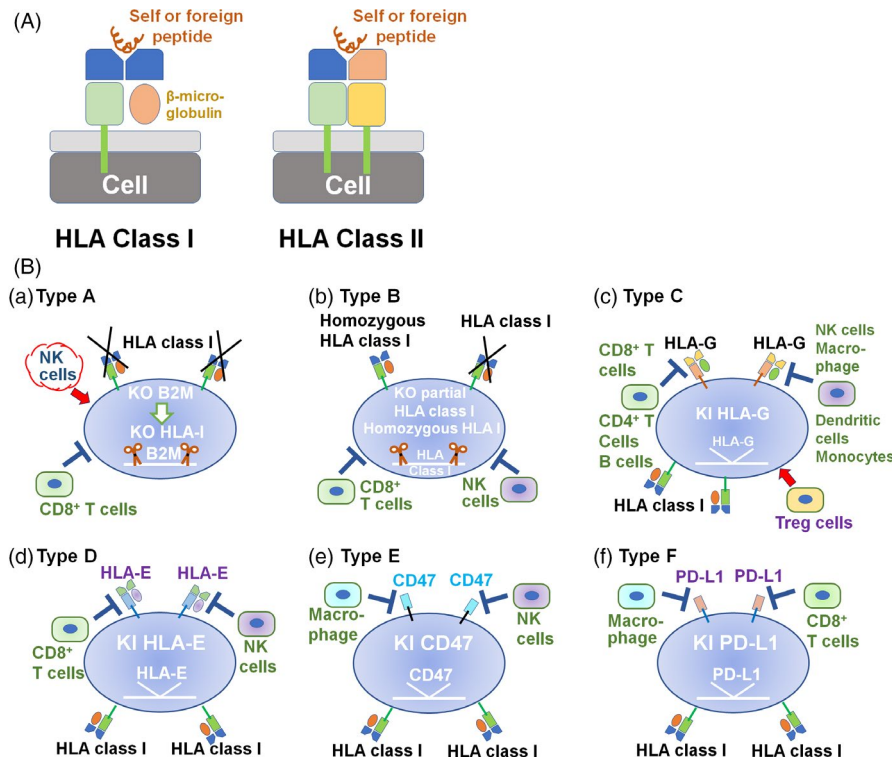 (A)
Self or foreign
peptide
β-micro-
globulin
Cell
HLA Class I
Self or foreign
peptide
Cell
HLA Class II
(B)
(a) Type A
HLA class I
NK
cells
KO B2M
KO HLA-I
B2M
CD8⁺ T cells
(b) Type B
Homozygous
HLA class I
HLA class I
KO partial
HLA class I
Homozygous HLA I
HLA
Class I
CD8⁺
T cells
NK
cells
(c) Type C
HLA-G
HLA-G
CD8⁺ T
cells
CD4⁺ T
Cells
B cells
NK cells
Macro-
phage
Dendritic
cells
Monocytes
KI HLA-G
HLA-G
HLA class I
Treg cells
(d) Type D
HLA-E
HLA-E
CD8⁺
T cells
NK
cells
KI HLA-E
HLA-E
HLA class I
HLA class I
(e) Type E
CD47
CD47
Macro-
phage
NK
cells
KI CD47
CD47
HLA class I
HLA class I
(f) Type F
PD-L1
PD-L1
Macro-
phage
CD8⁺
T cells
KI PD-L1
PD-L1
HLA class I
HLA class I